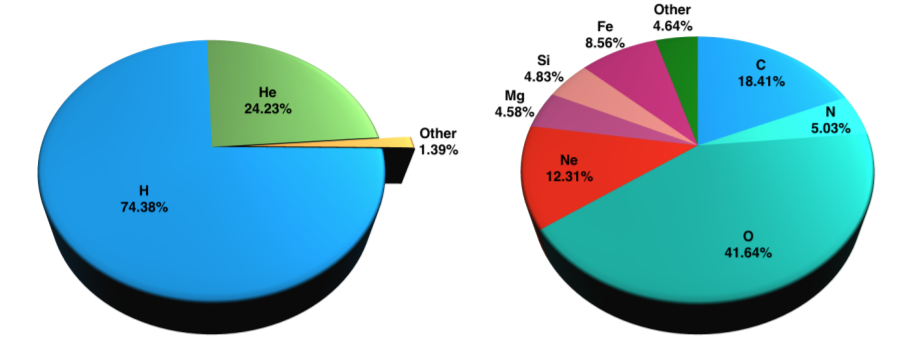 He
24.23%
Other
1.39%
H
74.38%
Other
4.64%
Fe
8.56%
Si
4.83%
Mg
4.58%
C
18.41%
N
5.03%
Ne
12.31%
O
41.64%